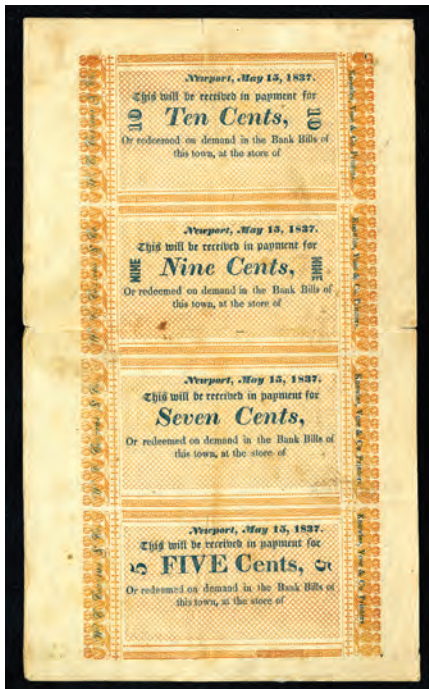 Newport, May 15, 1837.
This will be received in payment for
10 Ten Cents, 10
Or redeemed on demand in the Bank Bills of
this town, at the store of
Newport, May 15, 1837.
This will be received in payment for
NINE Nine Cents, NINE
Or redeemed on demand in the Bank Bills of
this town, at the store of
Newport, May 15, 1837.
This will be received in payment for
Seven Cents,
Or redeemed on demand in the Bank Bills of
this town, at the store of
Newport, May 15, 1837.
This will be received in payment for
5 FIVE Cents, 5
Or redeemed on demand in the Bank Bills of
this town, at the store of